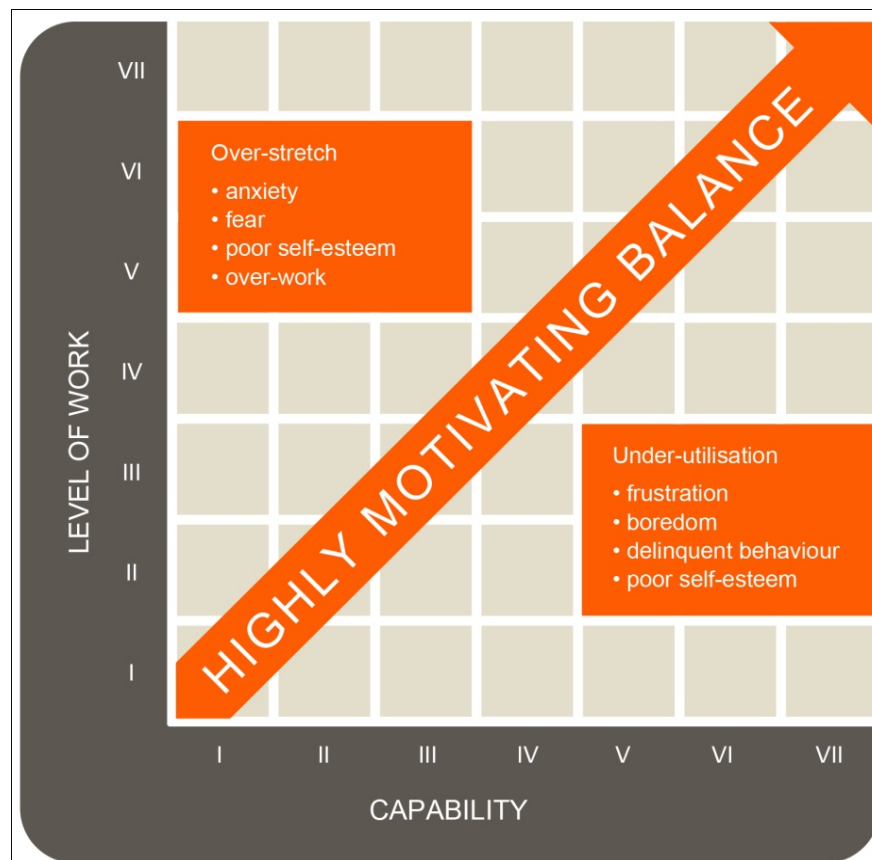 VII
VI
V
IV
III
II
I
LEVEL OF WORK
Over-stretch
• anxiety
• fear
• poor self-esteem
• over-work
HIGHLY MOTIVATING BALANCE
Under-utilisation
• frustration
• boredom
• delinquent behaviour
• poor self-esteem
I II III IV V VI VII
CAPABILITY